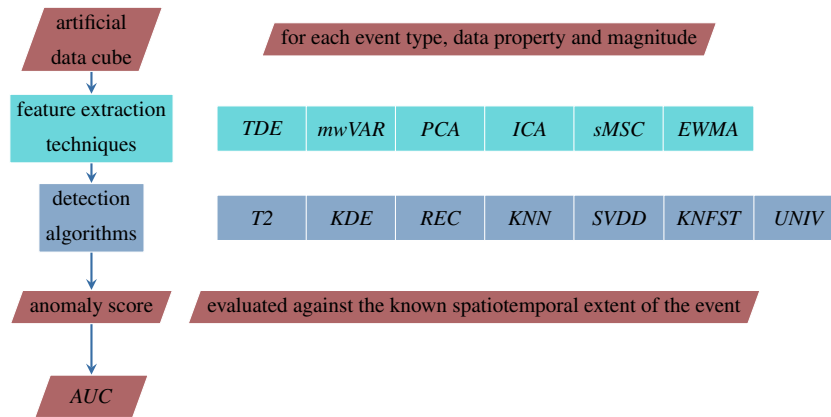 artificial
data cube
for each event type, data property and magnitude
feature extraction
techniques
TDE mwVAR PCA ICA sMSC EWMA
detection
algorithms
T2 KDE REC KNN SVDD KNFST UNIV
anomaly score
evaluated against the known spatiotemporal extent of the event
AUC